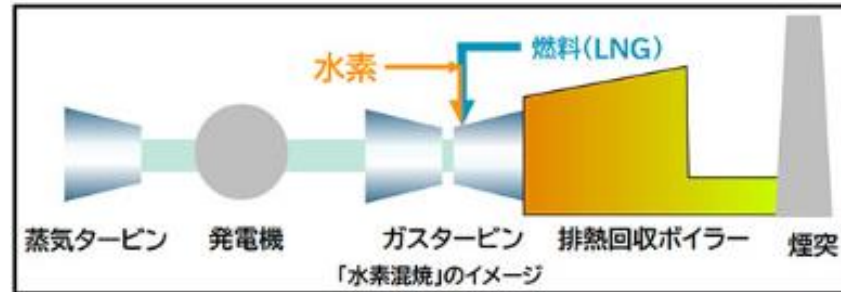 水素
燃料(LNG)
蒸気タービン
発電機
ガスタービン
排熱回収ボイラー
煙突
「水素混焼」のイメージ